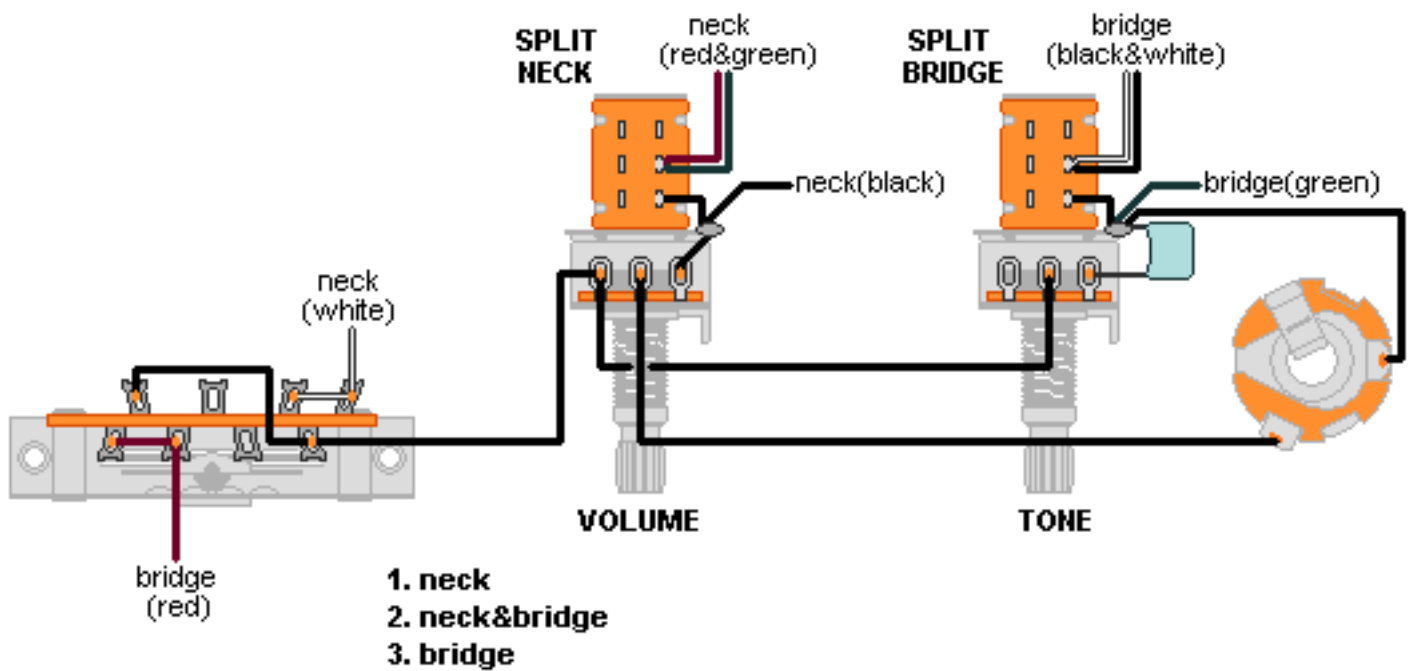 SPLIT
NECK
neck
(red&green)
SPLIT
BRIDGE
bridge
(black&white)
neck(black)
bridge(green)
neck
(white)
VOLUME
TONE
bridge
(red)
1. neck
2. neck&bridge
3. bridge